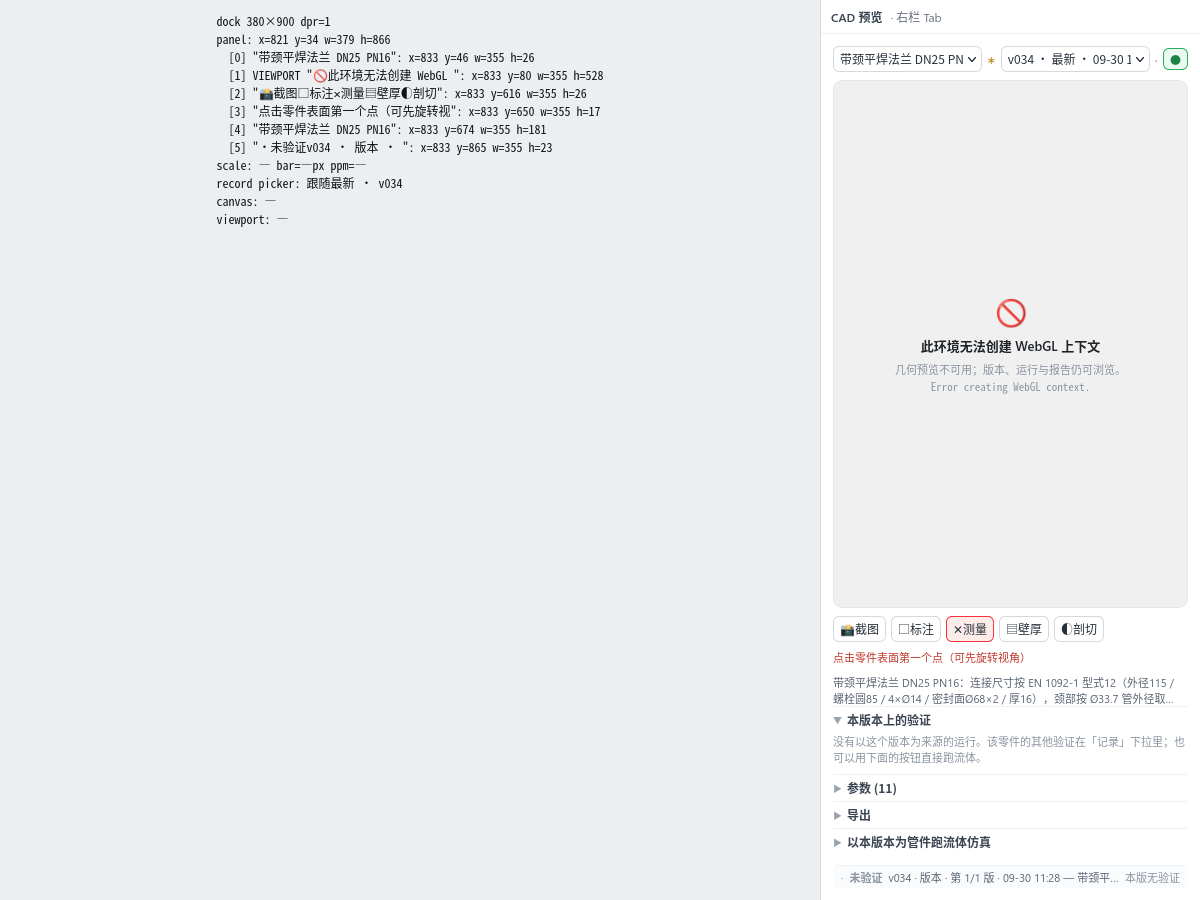 dock 380×900 dpr=1
panel: x=821 y=34 w=379 h=866
[0] "带颈平焊法兰 DN25 PN16": x=833 y=46 w=355 h=26
[1] VIEWPORT "🚫此环境无法创建 WebGL ": x=833 y=80 w=355 h=528
[2] "📸截图□标注×测量▤壁厚◐剖切": x=833 y=616 w=355 h=26
[3] "点击零件表面第一个点（可先旋转视": x=833 y=650 w=355 h=17
[4] "带颈平焊法兰 DN25 PN16": x=833 y=674 w=355 h=181
[5] "·未验证v034 · 版本 · ": x=833 y=865 w=355 h=23
scale: — bar=—px ppm=—
record picker: 跟随最新 · v034
canvas: —
viewport: —
CAD 预览 · 右栏 Tab
带颈平焊法兰 DN25 PN * v034 · 最新 · 09-30 1 ·
此环境无法创建 WebGL 上下文
几何预览不可用；版本、运行与报告仍可浏览。
Error creating WebGL context.
📸截图 □标注 ×测量 ▤壁厚 ◐剖切
点击零件表面第一个点（可先旋转视角）
带颈平焊法兰 DN25 PN16：连接尺寸按 EN 1092-1 型式12（外径115 /
螺栓圆85 / 4×Ø14 / 密封面Ø68×2 / 厚16），颈部按 Ø33.7 管外径取...
▼ 本版本上的验证
没有以这个版本为来源的运行。该零件的其他验证在「记录」下拉里；也
可以用下面的按钮直接跑流体。
▶ 参数 (11)
▶ 导出
▶ 以本版本为管件跑流体仿真
· 未验证 v034 · 版本 · 第 1/1 版 · 09-30 11:28 — 带颈平... 本版无验证